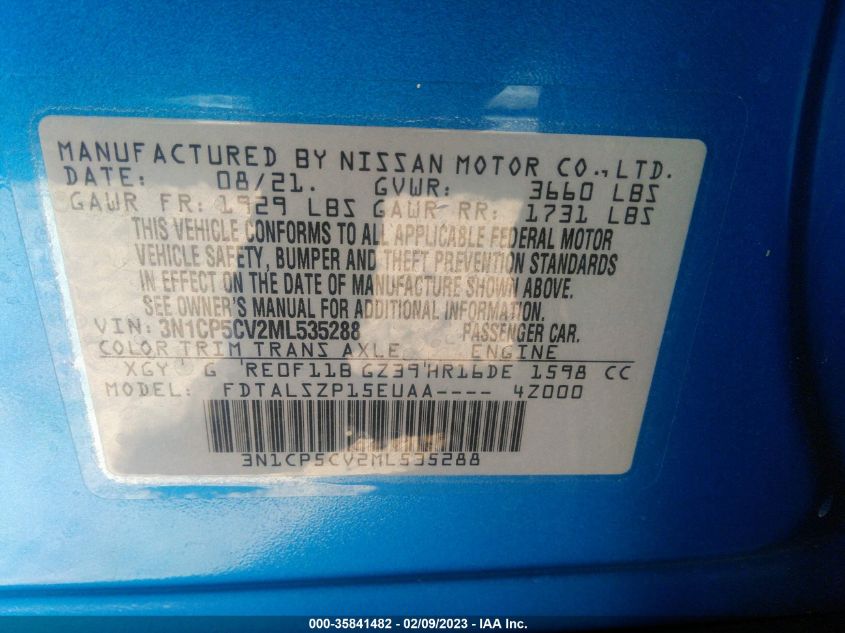 MANUFACTURED BY NISSAN MOTOR CO.,LTD.
DATE: 08/21. GVWR: 3660 LBS
GAWR FR: 1929 LBS GAWR RR: 1731 LBS
THIS VEHICLE CONFORMS TO ALL APPLICABLE FEDERAL MOTOR
VEHICLE SAFETY, BUMPER AND THEFT PREVENTION STANDARDS
IN EFFECT ON THE DATE OF MANUFACTURE SHOWN ABOVE.
SEE OWNER'S MANUAL FOR ADDITIONAL INFORMATION.
VIN: 3N1CP5CV2ML535288 PASSENGER CAR.
COLOR TRIM TRANS AXLE ENGINE
XGY' G 'RE0F11B GZ39'HR16DE 1598 CC
MODEL: FDTALSZP15EUAA---- 4Z000
3N1CP5CV2ML535288
000-35841482 - 02/09/2023 - IAA Inc.